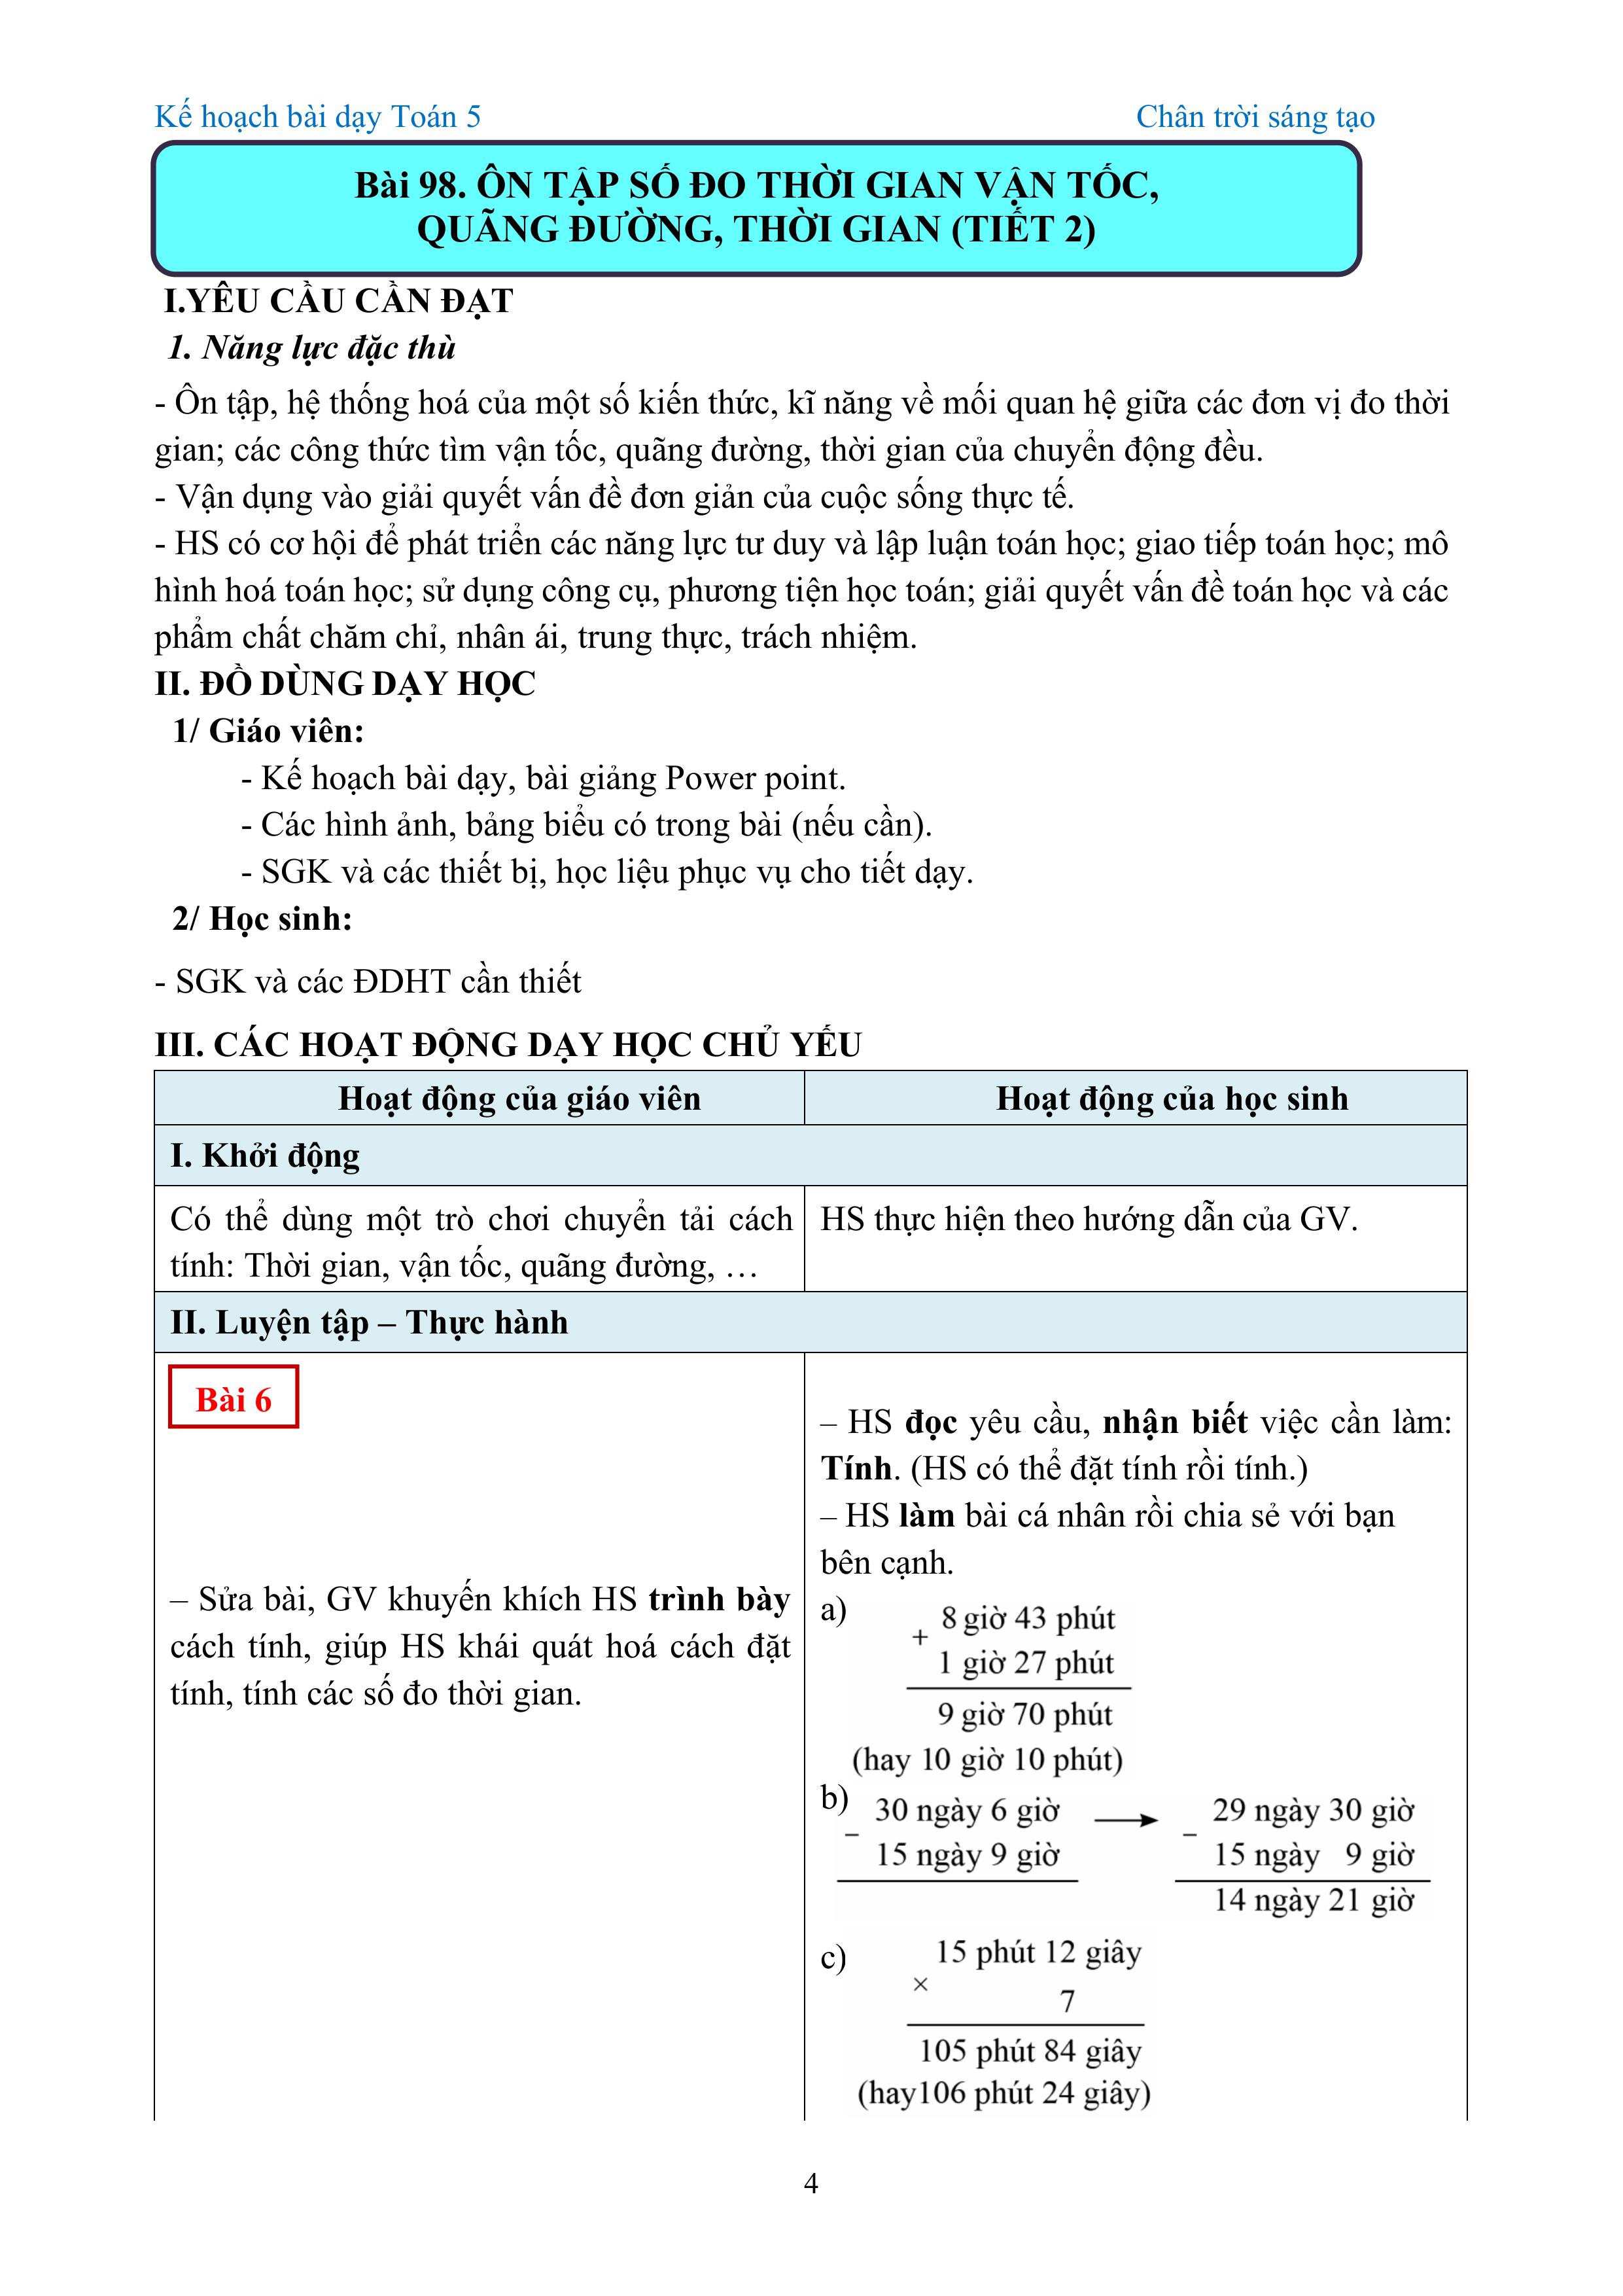 Kế hoạch bài dạy Toán 5 Chân trời sáng tạo
Bài 98. ÔN TẬP SỐ ĐO THỜI GIAN VẬN TỐC,
QUÃNG ĐƯỜNG, THỜI GIAN (TIẾT 2)
I.YÊU CẦU CẦN ĐẠT
1. Năng lực đặc thù
- Ôn tập, hệ thống hoá của một số kiến thức, kĩ năng về mối quan hệ giữa các đơn vị đo thời
gian; các công thức tìm vận tốc, quãng đường, thời gian của chuyển động đều.
- Vận dụng vào giải quyết vấn đề đơn giản của cuộc sống thực tế.
- HS có cơ hội để phát triển các năng lực tư duy và lập luận toán học; giao tiếp toán học; mô
hình hoá toán học; sử dụng công cụ, phương tiện học toán; giải quyết vấn đề toán học và các
phẩm chất chăm chỉ, nhân ái, trung thực, trách nhiệm.
II. ĐỒ DÙNG DẠY HỌC
1/ Giáo viên:
- Kế hoạch bài dạy, bài giảng Power point.
- Các hình ảnh, bảng biểu có trong bài (nếu cần).
- SGK và các thiết bị, học liệu phục vụ cho tiết dạy.
2/ Học sinh:
- SGK và các ĐDHT cần thiết
III. CÁC HOẠT ĐỘNG DẠY HỌC CHỦ YẾU
Hoạt động của giáo viên Hoạt động của học sinh
I. Khởi động
Có thể dùng một trò chơi chuyển tải cách
tính: Thời gian, vận tốc, quãng đường, …
HS thực hiện theo hướng dẫn của GV.
II. Luyện tập – Thực hành
Bài 6
– Sửa bài, GV khuyến khích HS trình bày
cách tính, giúp HS khái quát hoá cách đặt
tính, tính các số đo thời gian.
– HS đọc yêu cầu, nhận biết việc cần làm:
Tính. (HS có thể đặt tính rồi tính.)
– HS làm bài cá nhân rồi chia sẻ với bạn
bên cạnh.
a)
8 giờ 43 phút
+
1 giờ 27 phút
9 giờ 70 phút
(hay 10 giờ 10 phút)
b)
30 ngày 6 giờ → 29 ngày 30 giờ
– –
15 ngày 9 giờ 15 ngày 9 giờ
14 ngày 21 giờ
c)
15 phút 12 giây
×
7
105 phút 84 giây
(hay106 phút 24 giây)
4